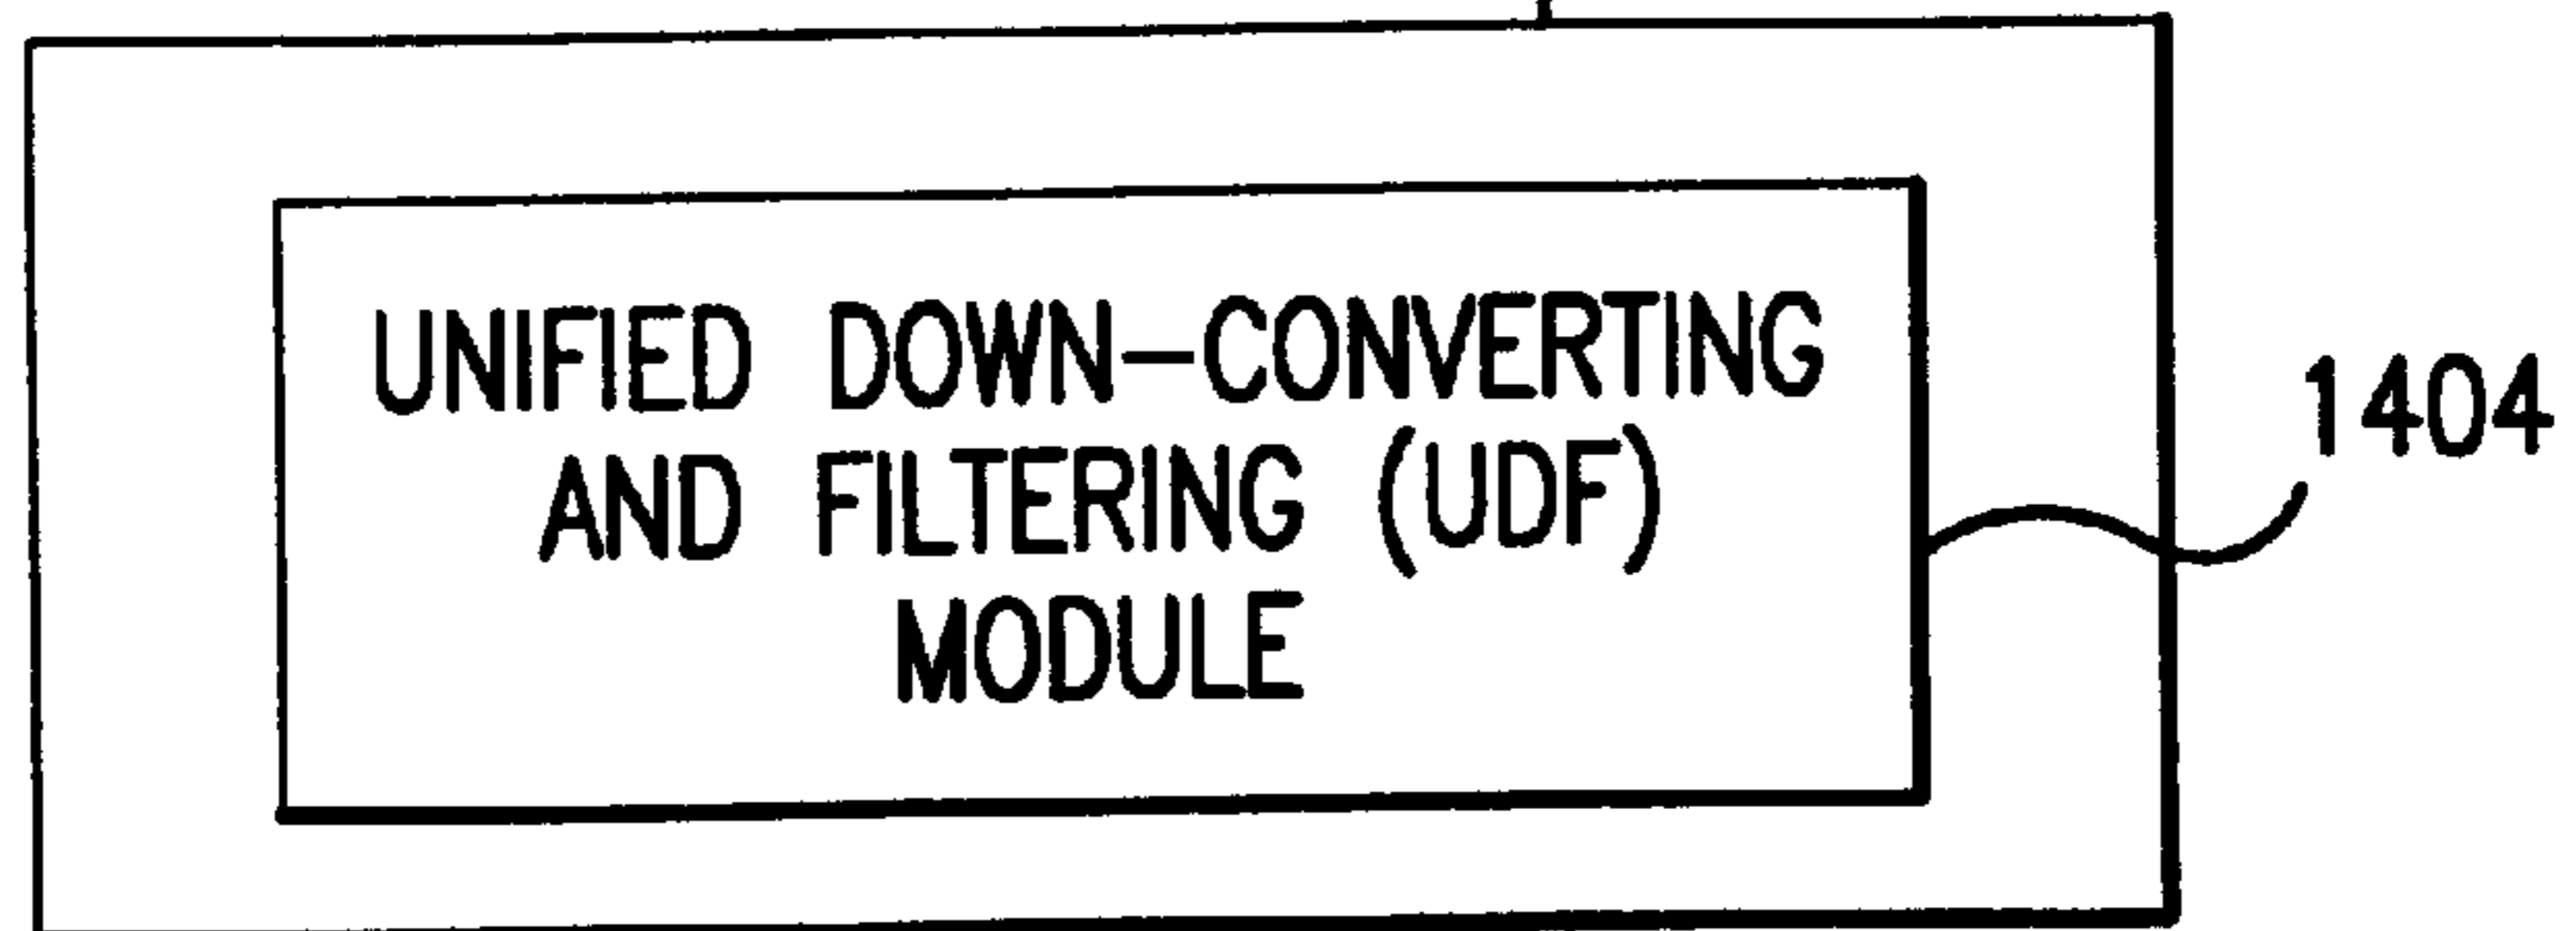 UNIFIED DOWN-CONVERTING
AND FILTERING (UDF)
MODULE
1404